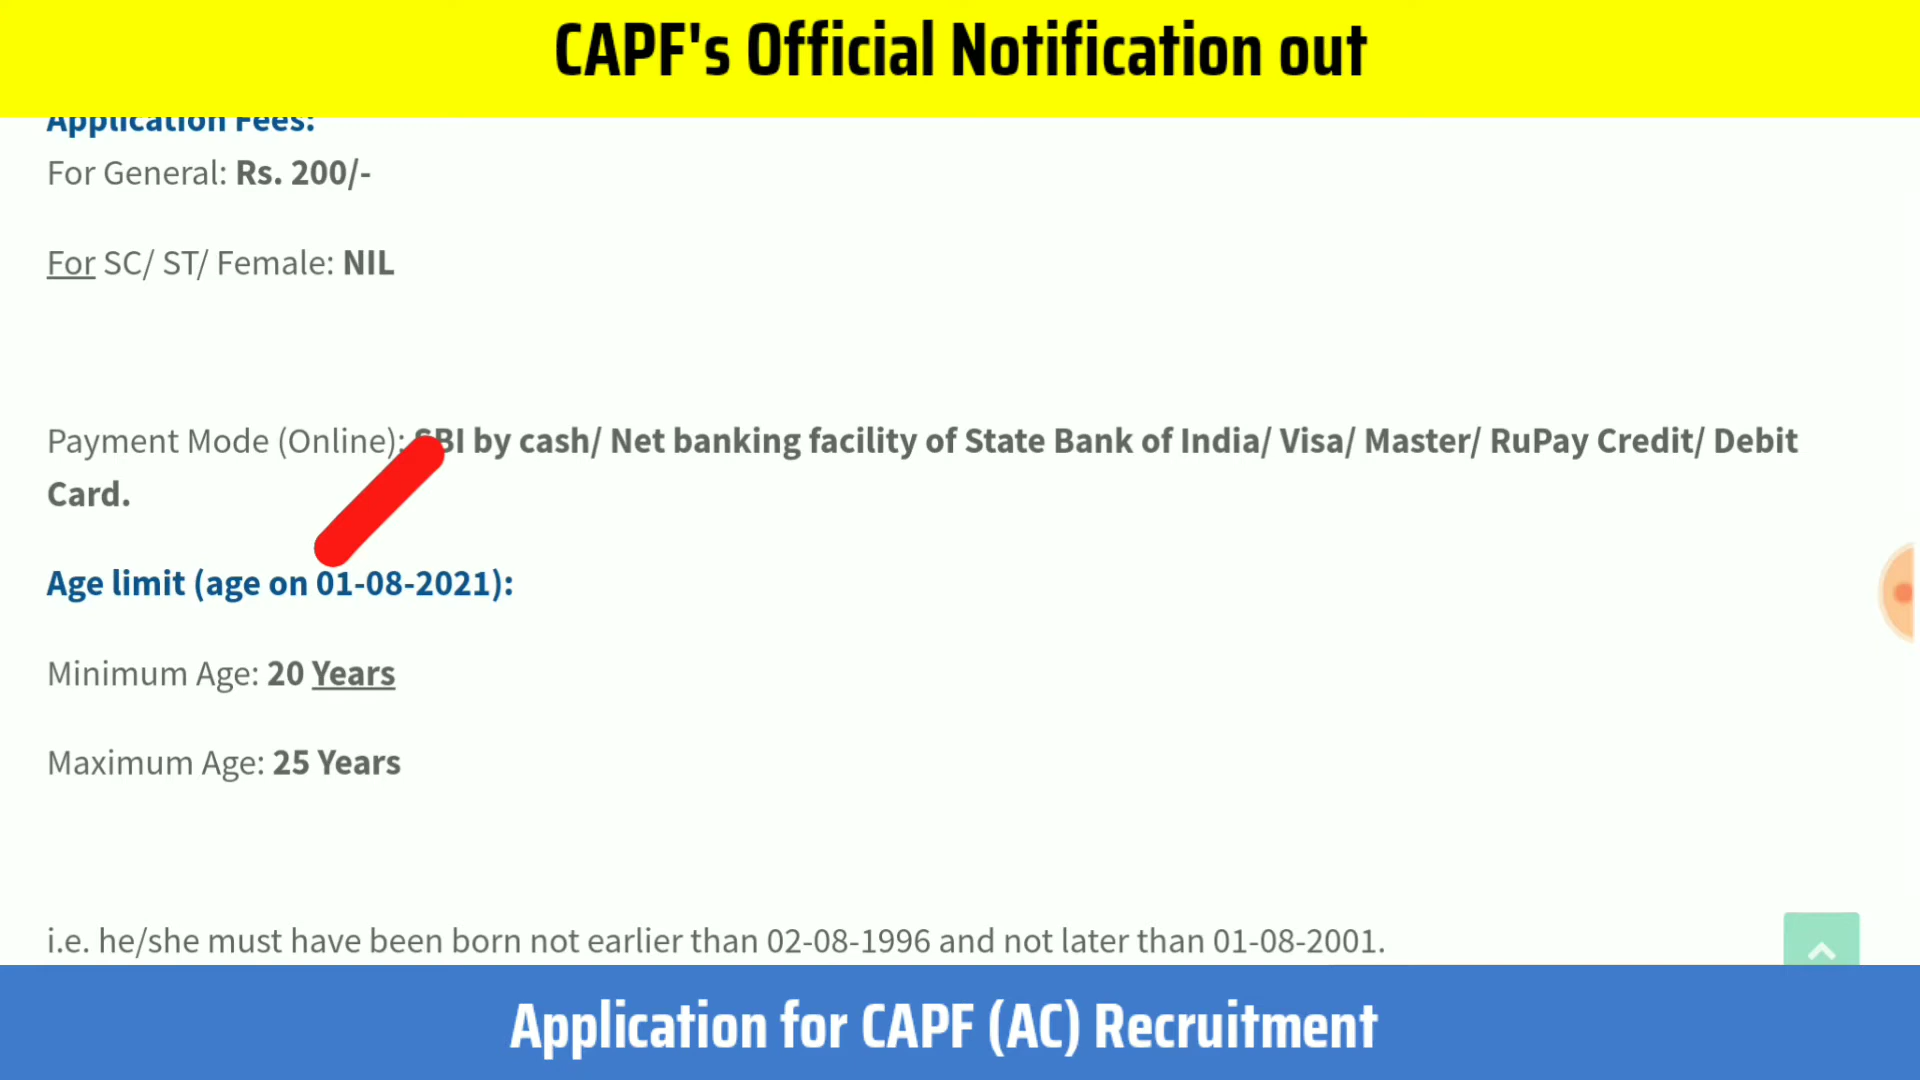 CAPF's Official Notification out
Application Fees:
For General: Rs. 200/-
For SC/ ST/ Female: NIL
Payment Mode (Online): SBI by cash/ Net banking facility of State Bank of India/ Visa/ Master/ RuPay Credit/ Debit
Card.
Age limit (age on 01-08-2021):
Minimum Age: 20 Years
Maximum Age: 25 Years
i.e. he/she must have been born not earlier than 02-08-1996 and not later than 01-08-2001.
Application for CAPF (AC) Recruitment